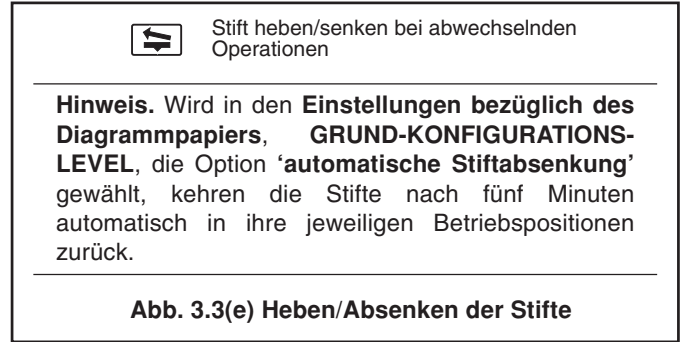 Stift heben/senken bei abwechselnden
Operationen
Hinweis. Wird in den Einstellungen bezüglich des
Diagrammpapiers, GRUND-KONFIGURATIONS-
LEVEL, die Option ‘automatische Stiftabsenkung’
gewählt, kehren die Stifte nach fünf Minuten
automatisch in ihre jeweiligen Betriebspositionen
zurück.
Abb. 3.3(e) Heben/Absenken der Stifte